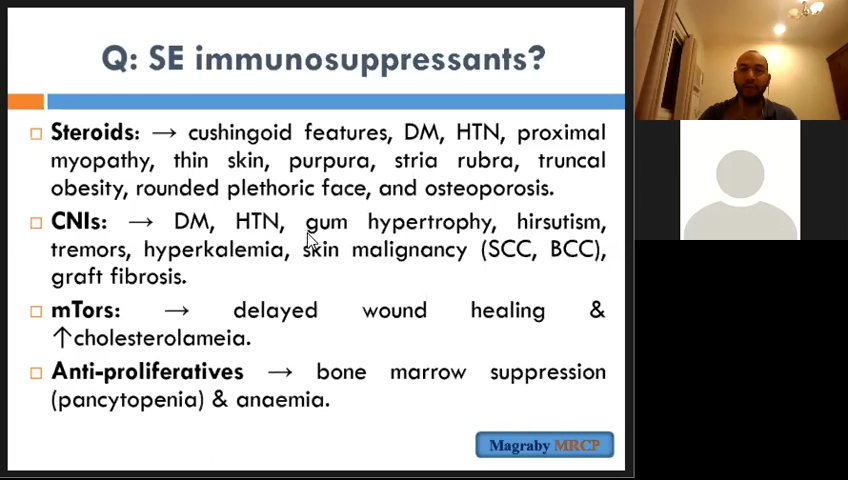 Q: SE immunosuppressants?
Steroids: → cushingoid features, DM, HTN, proximal
myopathy, thin skin, purpura, stria rubra, truncal
obesity, rounded plethoric face, and osteoporosis.
CNIs: → DM, HTN, gum hypertrophy, hirsutism,
tremors, hyperkalemia, skin malignancy (SCC, BCC),
graft fibrosis.
mTors: → delayed wound healing &
↑cholesterolameia.
Anti-proliferatives → bone marrow suppression
(pancytopenia) & anaemia.
Magraby MRCP